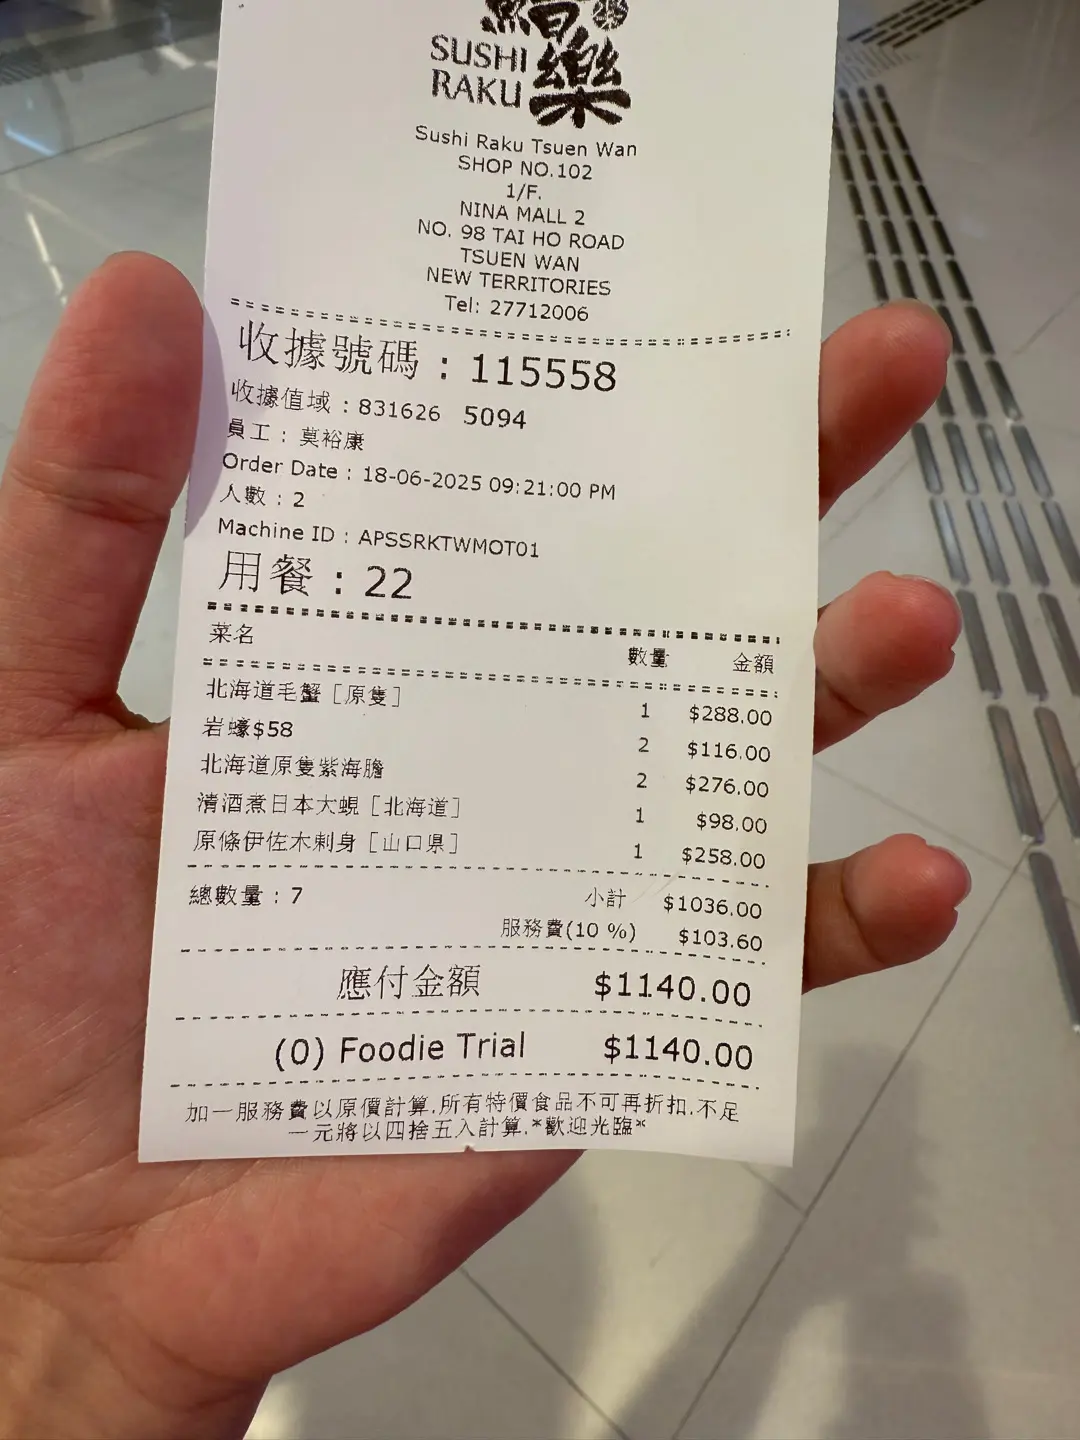 鮨樂
SUSHI
RAKU
Sushi Raku Tsuen Wan
SHOP NO.102
1/F.
NINA MALL 2
NO. 98 TAI HO ROAD
TSUEN WAN
NEW TERRITORIES
Tel: 27712006
收據號碼 : 115558
收據值域 : 831626 5094
員工 : 莫裕康
Order Date : 18-06-2025 09:21:00 PM
人數 : 2
Machine ID : APSSRKTWMOT01
用餐 : 22
菜名 數量 金額
北海道毛蟹 [原隻] 1 $288.00
岩蠔$58 2 $116.00
北海道原隻紫海膽 2 $276.00
清酒煮日本大蜆 [北海道] 1 $98.00
原條伊佐木刺身 [山口県] 1 $258.00
總數量 : 7 小計 $1036.00
服務費(10 %) $103.60
應付金額 $1140.00
(0) Foodie Trial $1140.00
加一服務費以原價計算.所有特價食品不可再折扣.不足
一元將以四捨五入計算.*歡迎光臨*